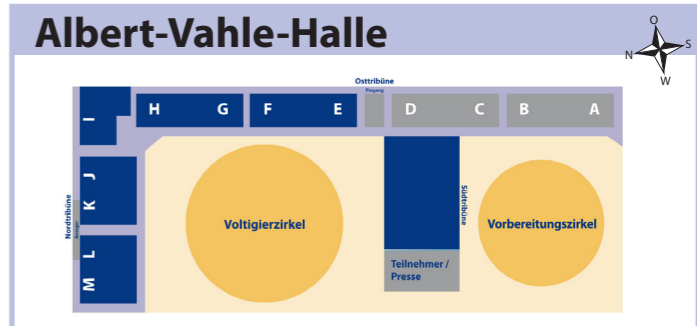 Albert-Vahle-Halle
O
N
S
W
Osttribüne
Eingang
H
G
F
E
D
C
B
A
I
J
K
L
M
Nordtribüne
Voltigierzirkel
Südtribüne
Vorbereitungszirkel
Teilnehmer /
Presse